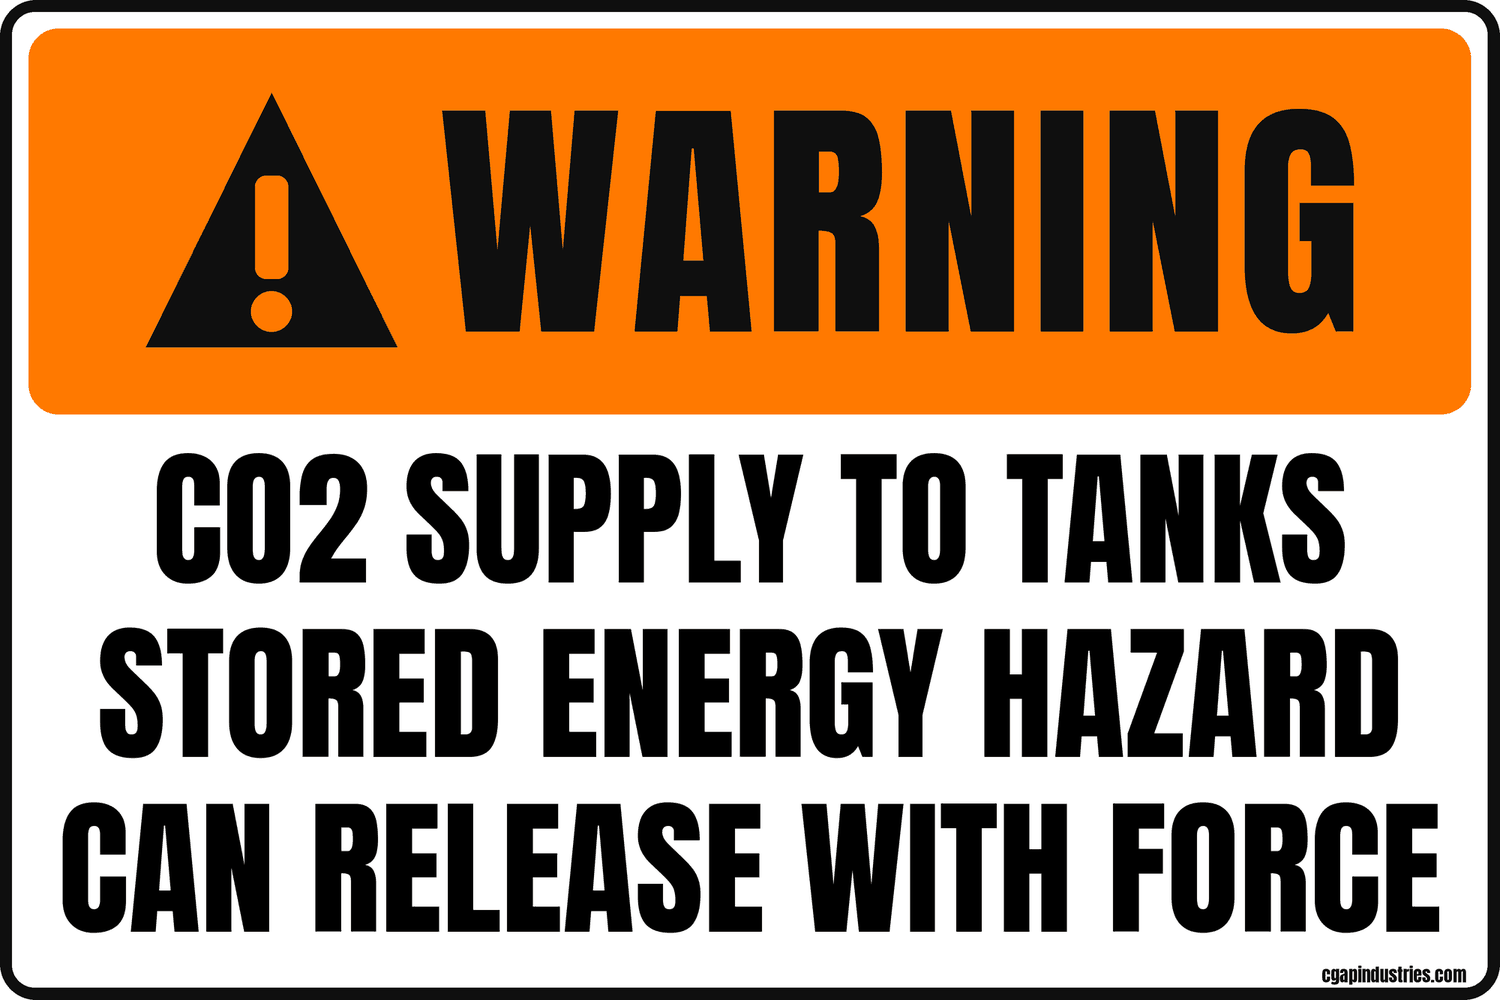 WARNING
CO2 SUPPLY TO TANKS
STORED ENERGY HAZARD
CAN RELEASE WITH FORCE
cgapindustries.com